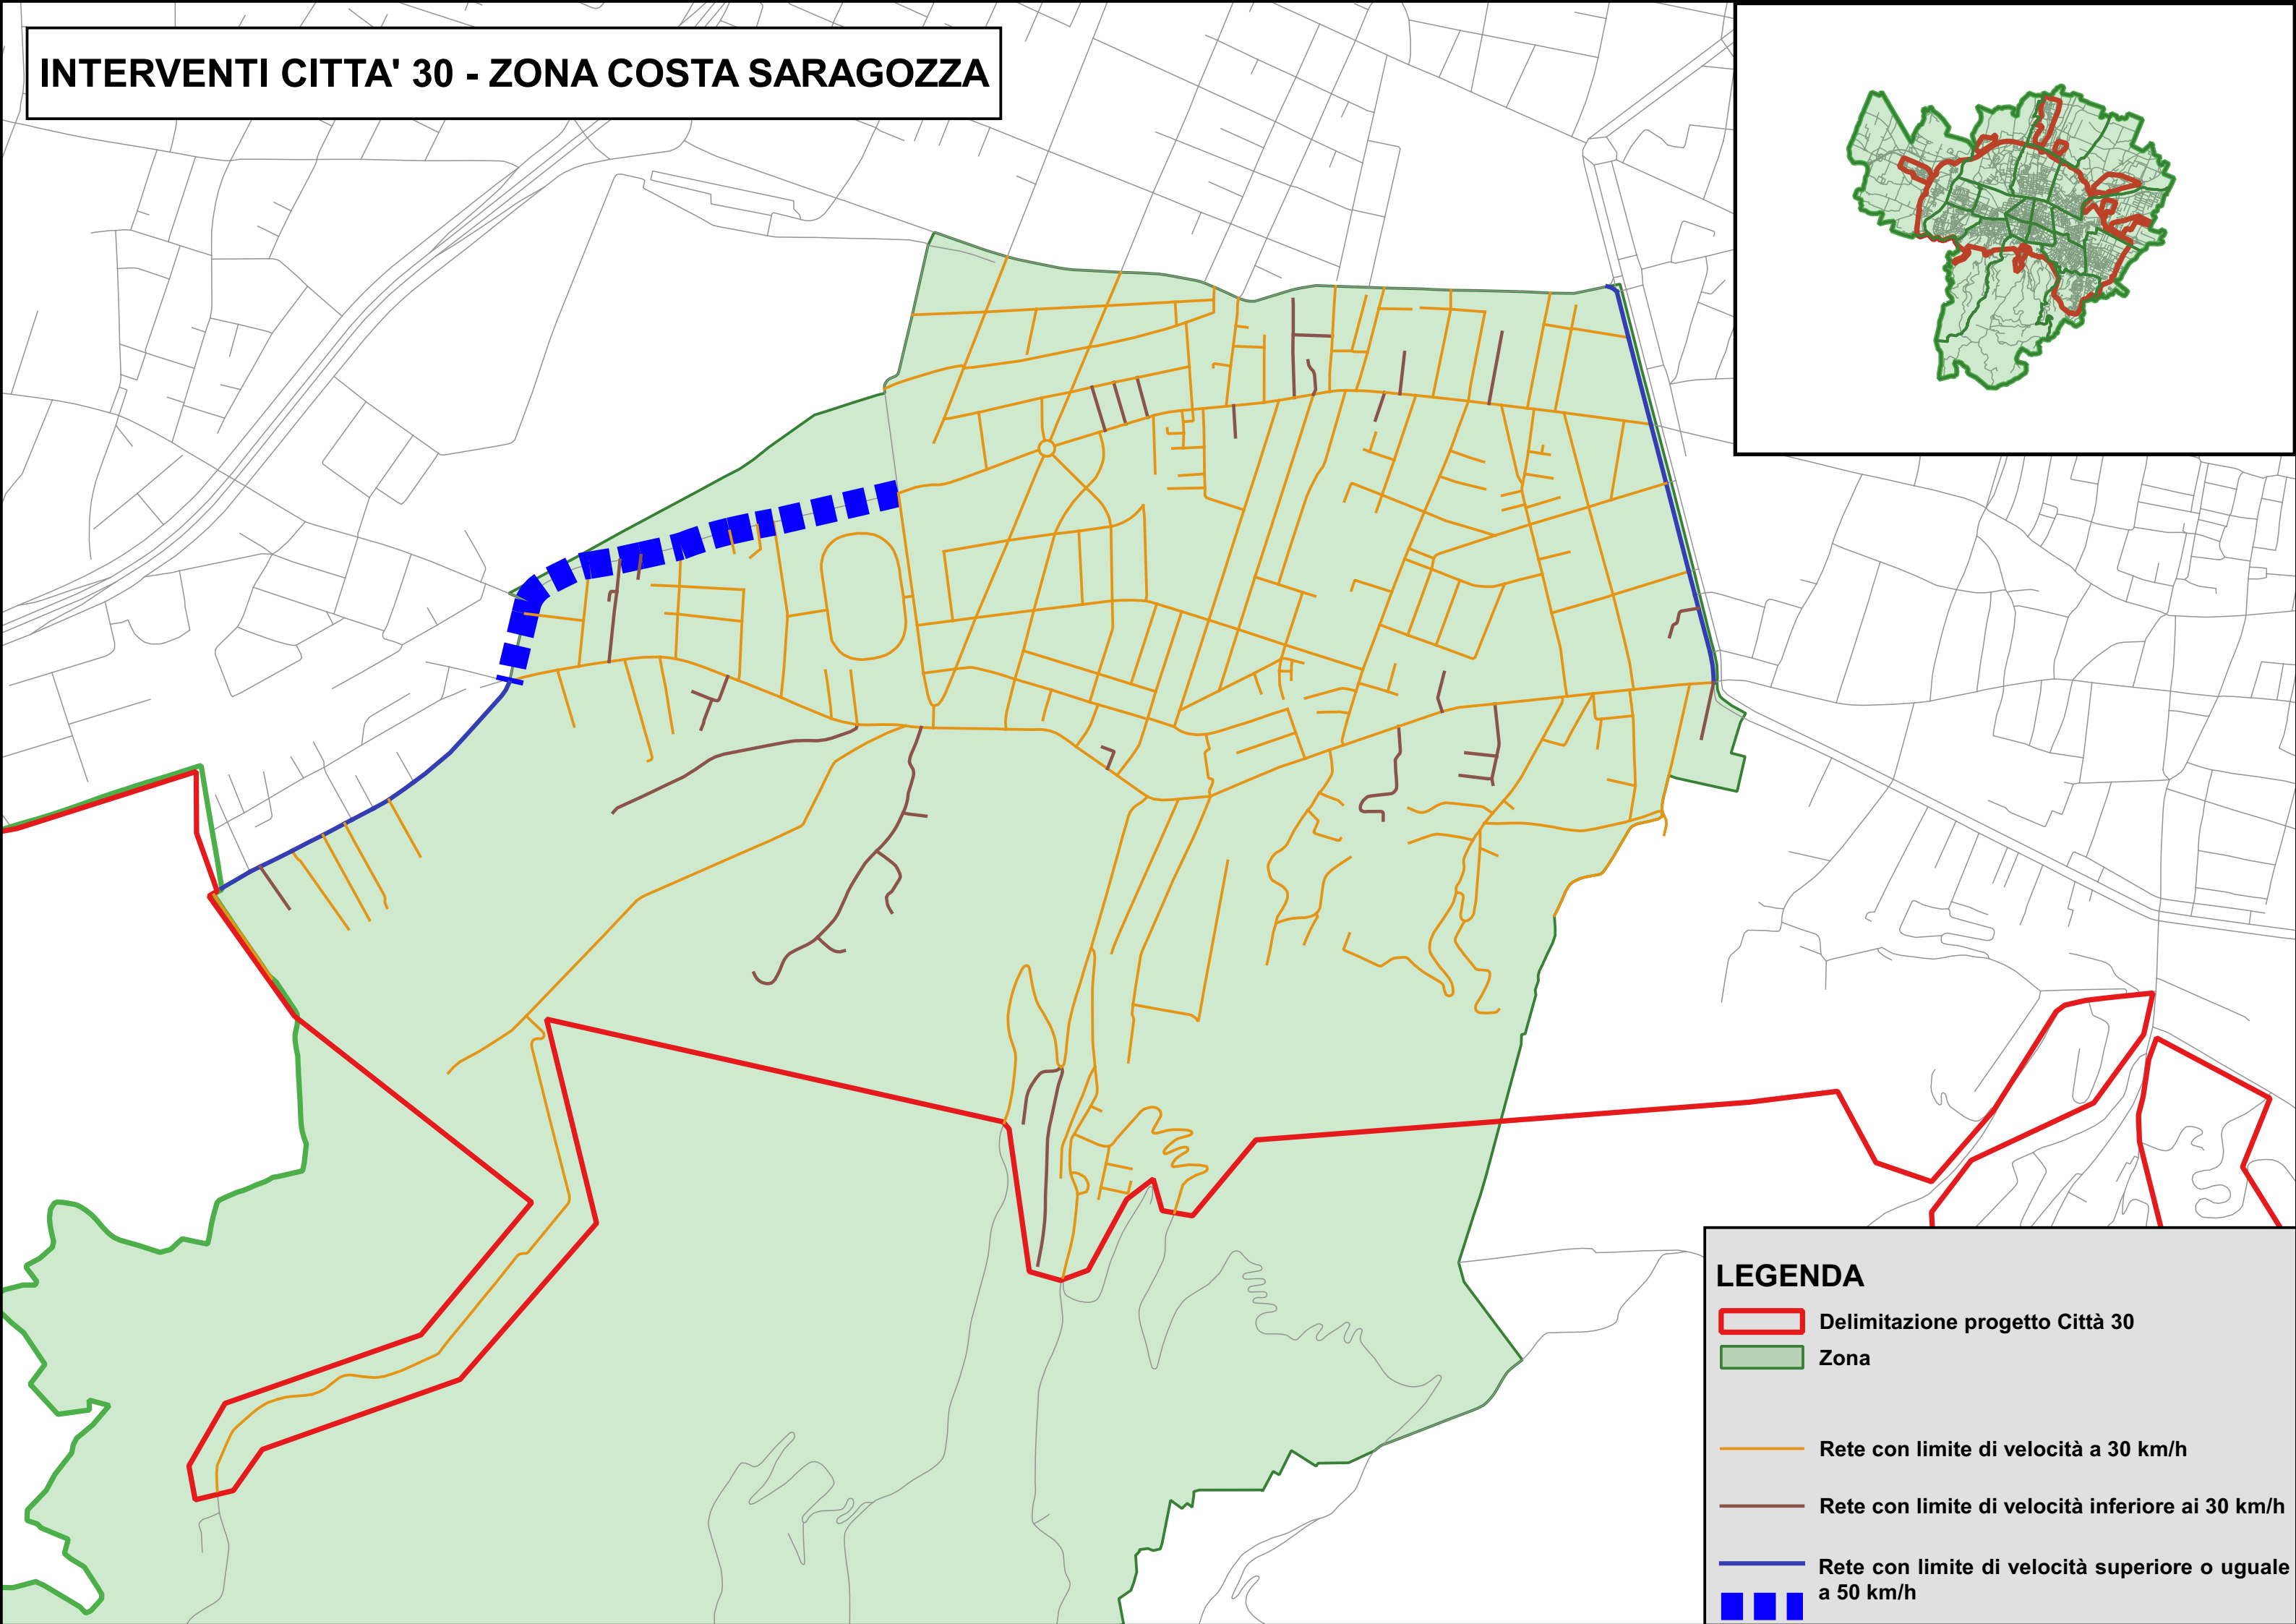 INTERVENTI CITTA' 30 - ZONA COSTA SARAGOZZA
LEGENDA
Delimitazione progetto Città 30
Zona
Rete con limite di velocità a 30 km/h
Rete con limite di velocità inferiore ai 30 km/h
Rete con limite di velocità superiore o uguale
a 50 km/h